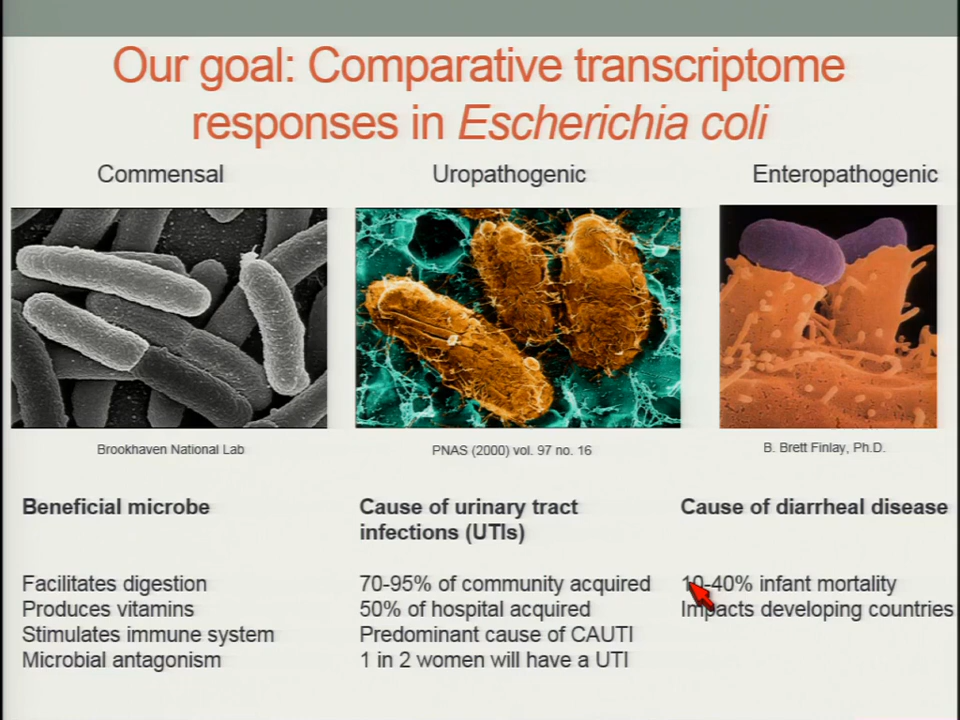 Our goal: Comparative transcriptome
responses in Escherichia coli
Commensal
Uropathogenic
Enteropathogenic
Brookhaven National Lab
PNAS (2000) vol. 97 no. 16
B. Brett Finlay, Ph.D.
Beneficial microbe
Facilitates digestion
Produces vitamins
Stimulates immune system
Microbial antagonism
Cause of urinary tract
infections (UTIs)
70-95% of community acquired
50% of hospital acquired
Predominant cause of CAUTI
1 in 2 women will have a UTI
Cause of diarrheal disease
10-40% infant mortality
Impacts developing countries